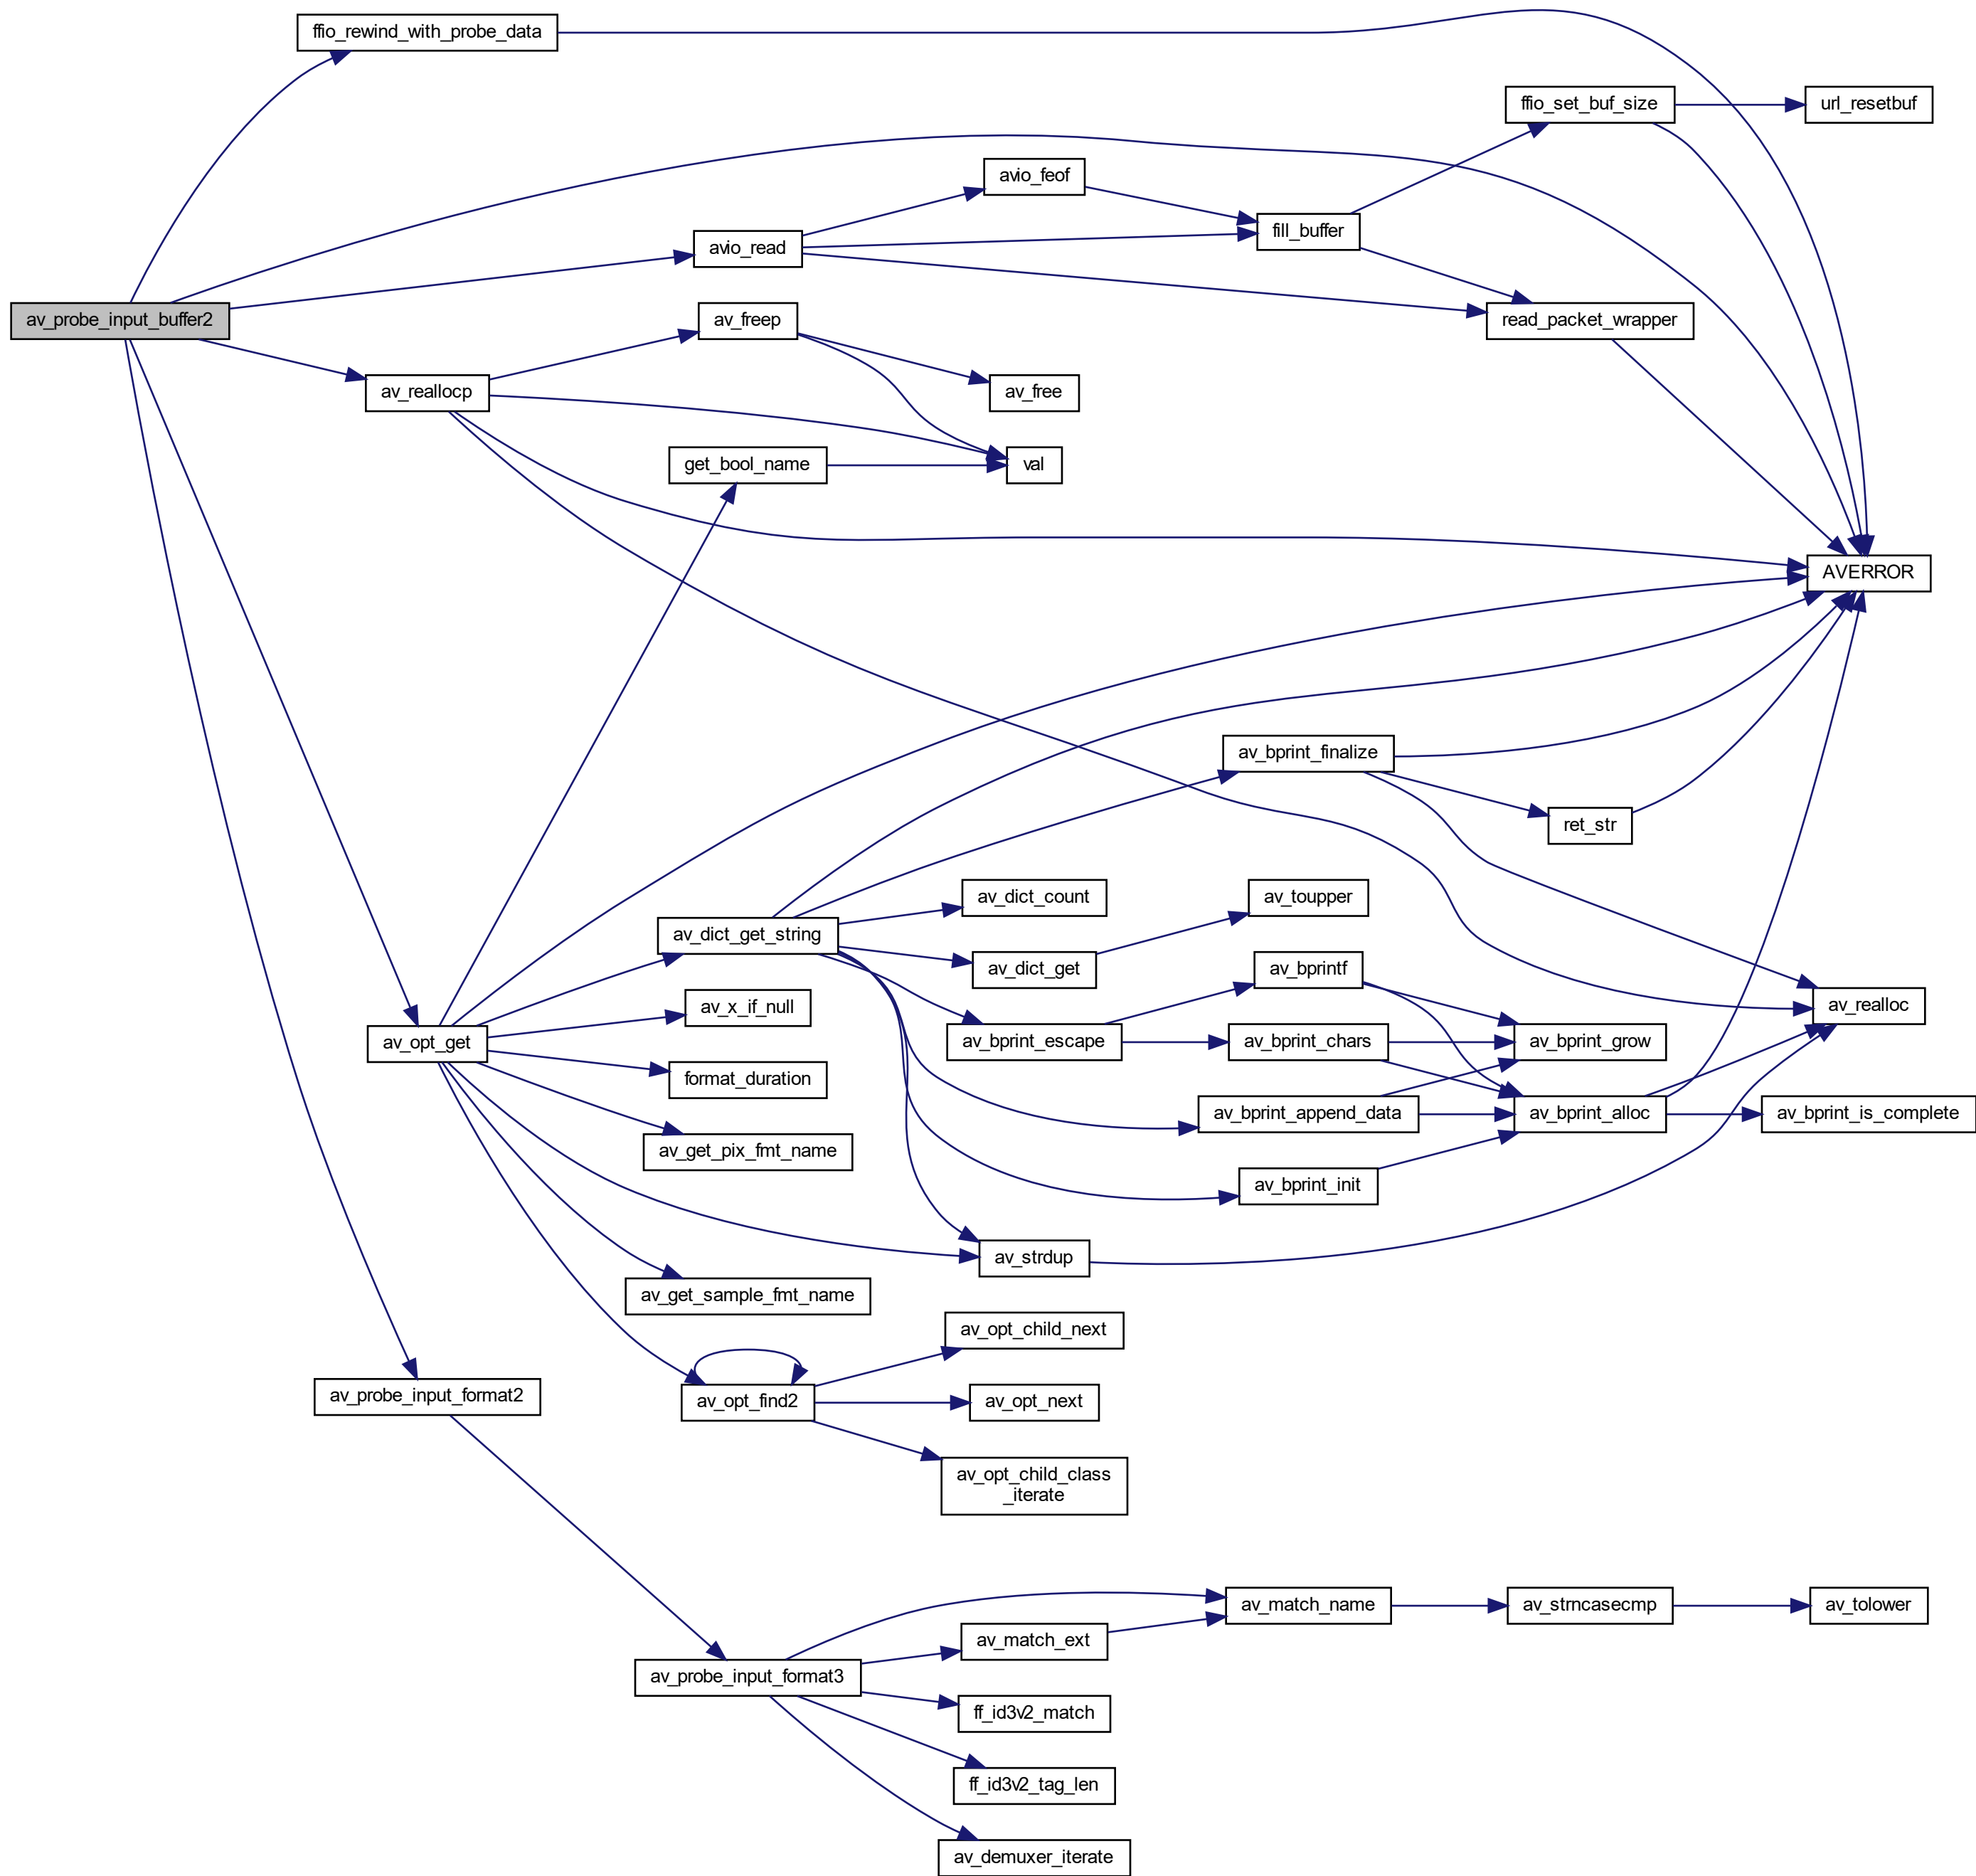 ffio_rewind_with_probe_data
ffio_set_buf_size
url_resetbuf
avio_feof
fill_buffer
avio_read
av_probe_input_buffer2
av_freep
read_packet_wrapper
av_reallocp
av_free
get_bool_name
val
AVERROR
av_bprint_finalize
ret_str
av_dict_count
av_toupper
av_dict_get_string
av_dict_get
av_bprintf
av_x_if_null
av_realloc
av_opt_get
av_bprint_escape
av_bprint_chars
av_bprint_grow
format_duration
av_bprint_append_data
av_bprint_alloc
av_bprint_is_complete
av_get_pix_fmt_name
av_bprint_init
av_strdup
av_get_sample_fmt_name
av_opt_child_next
av_probe_input_format2
av_opt_find2
av_opt_next
av_opt_child_class
_iterate
av_match_name
av_strncasecmp
av_tolower
av_match_ext
av_probe_input_format3
ff_id3v2_match
ff_id3v2_tag_len
av_demuxer_iterate